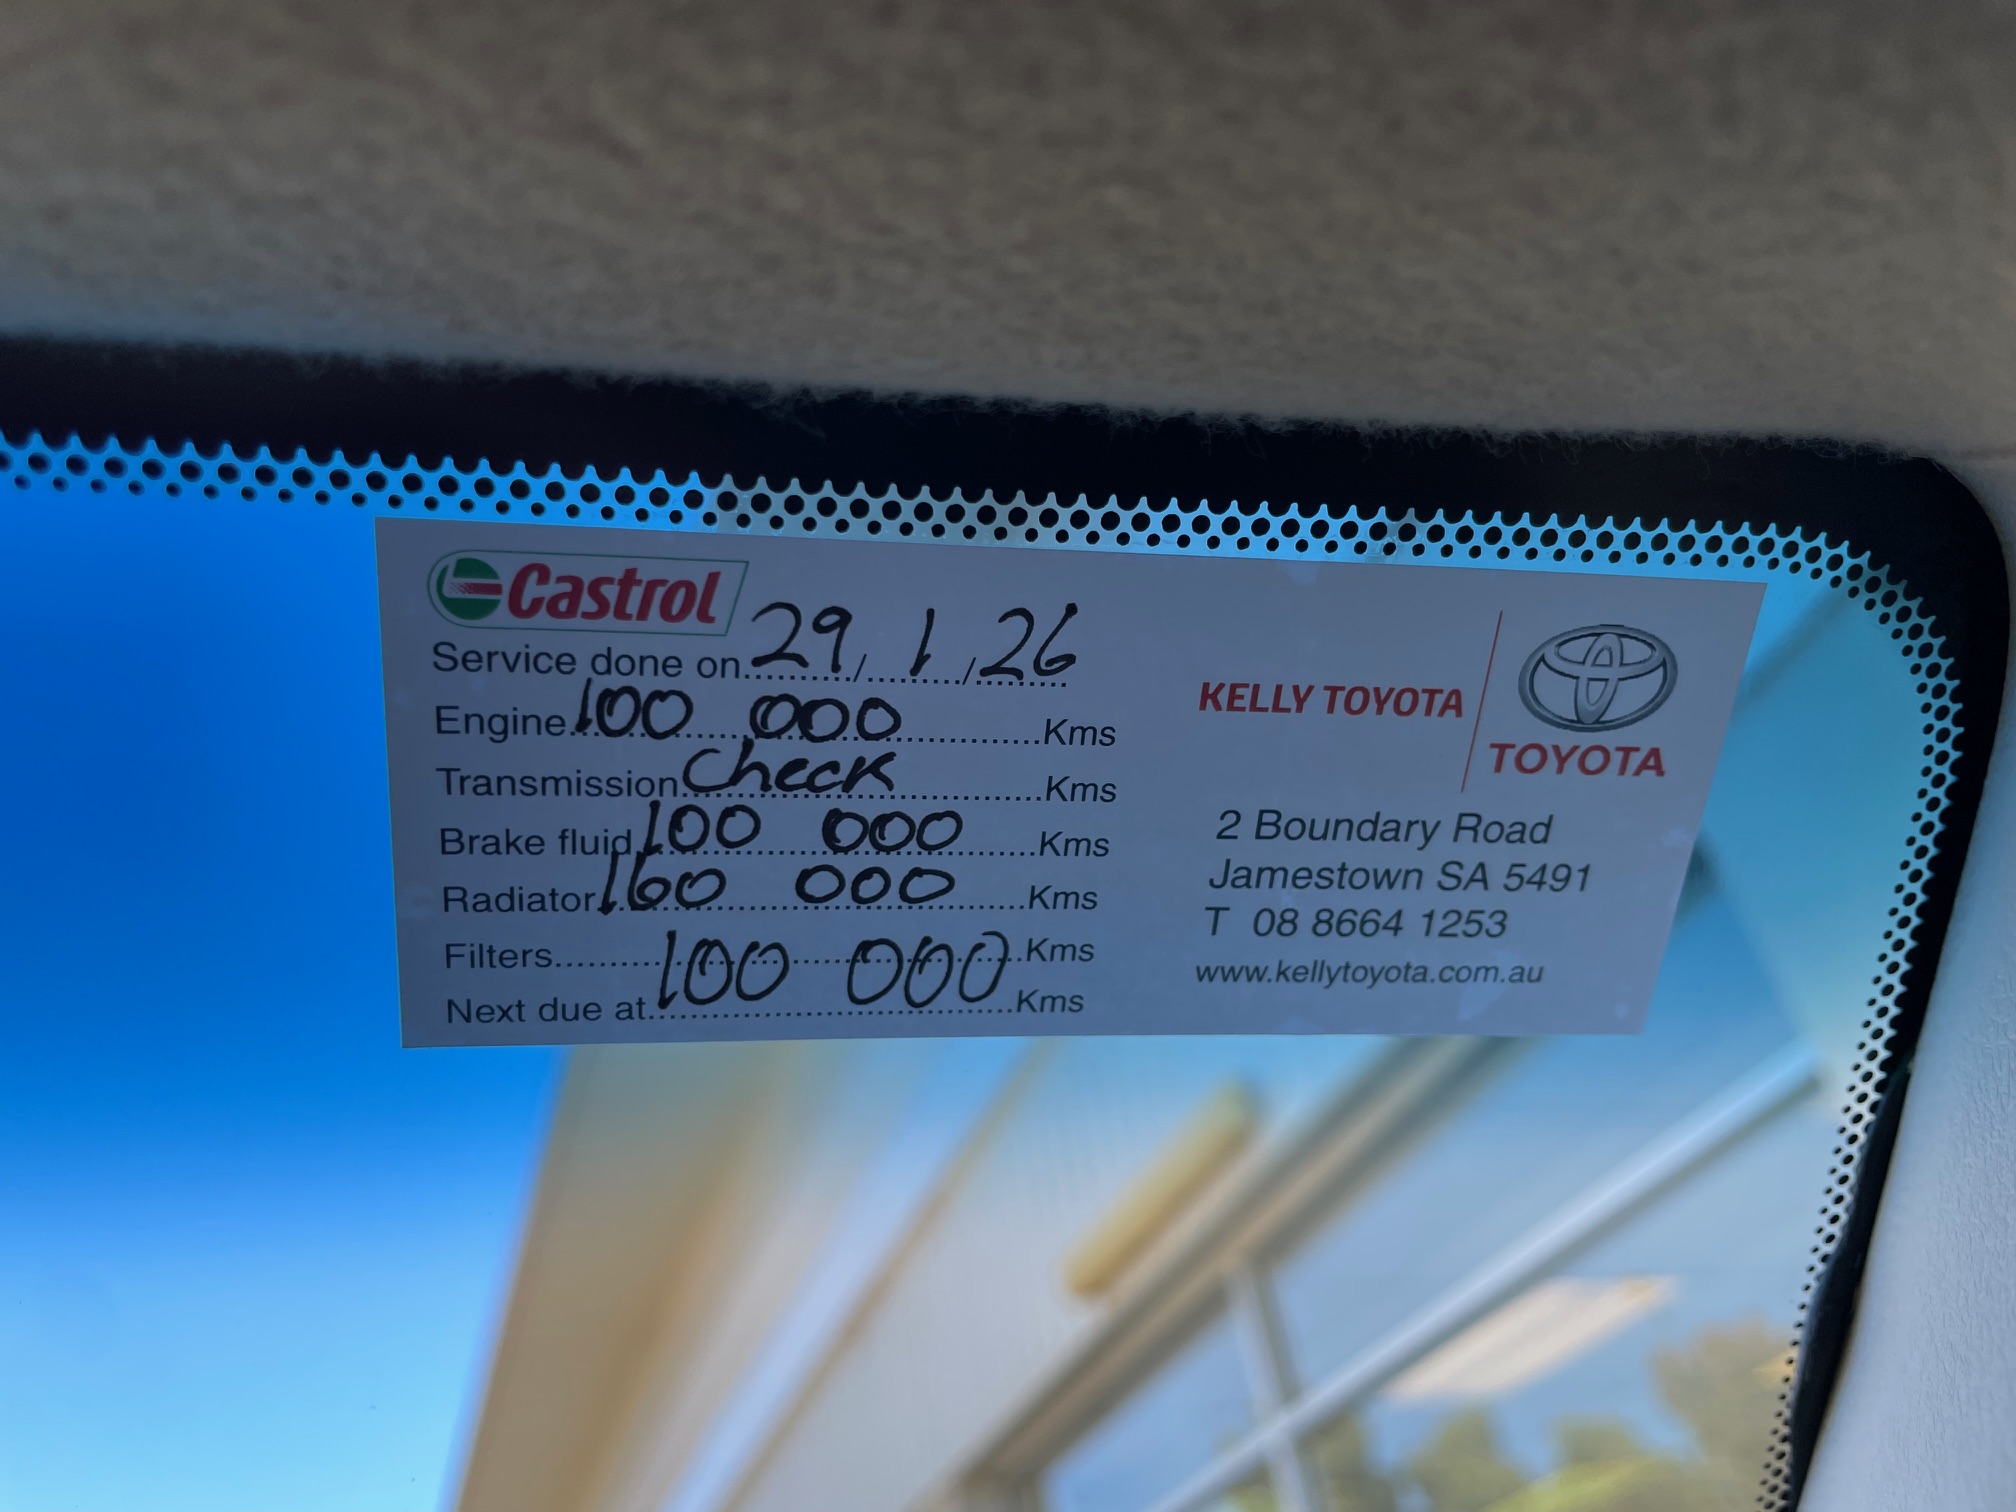 Castrol
Service done on 29/1/26
Engine 100 000 Kms
Transmission Check Kms
Brake fluid 100 000 Kms
Radiator 160 000 Kms
Filters 100 000 Kms
Next due at Kms
KELLY TOYOTA
TOYOTA
2 Boundary Road
Jamestown SA 5491
T 08 8664 1253
www.kellytoyota.com.au